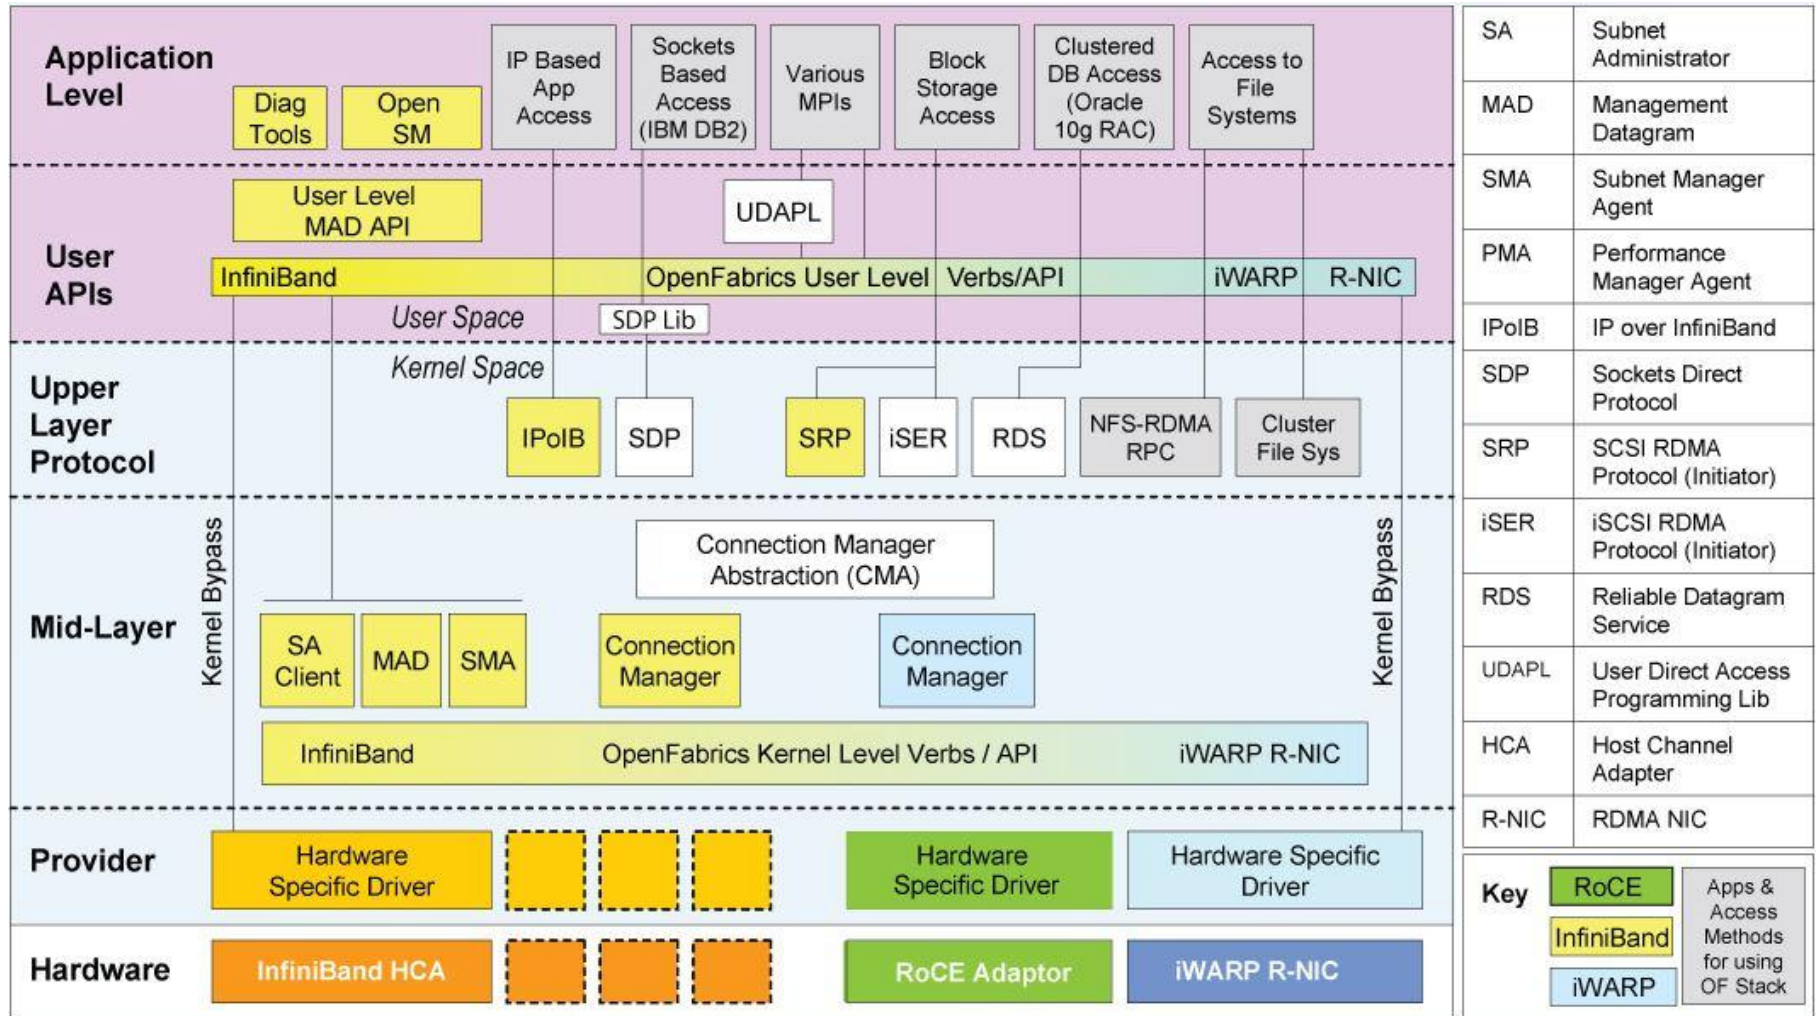 Application
Level
Diag
Tools
Open
SM
IP Based
App
Access
Sockets
Based
Access
(IBM DB2)
Various
MPIs
Block
Storage
Access
Clustered
DB Access
(Oracle
10g RAC)
Access to
File
Systems
User
APIs
User Level
MAD API
UDAPL
InfiniBand
OpenFabrics User Level Verbs/API
iWARP R-NIC
User Space
SDP Lib
Kernel Space
Upper
Layer
Protocol
IPoIB
SDP
SRP
iSER
RDS
NFS-RDMA
RPC
Cluster
File Sys
Mid-Layer
Kernel Bypass
Connection Manager
Abstraction (CMA)
SA
Client
MAD
SMA
Connection
Manager
Connection
Manager
Kernel Bypass
InfiniBand
OpenFabrics Kernel Level Verbs / API
iWARP R-NIC
Provider
Hardware
Specific Driver
Hardware
Specific Driver
Hardware Specific
Driver
Hardware
InfiniBand HCA
RoCE Adaptor
iWARP R-NIC
SA Subnet
Administrator
MAD Management
Datagram
SMA Subnet Manager
Agent
PMA Performance
Manager Agent
IPoIB IP over InfiniBand
SDP Sockets Direct
Protocol
SRP SCSI RDMA
Protocol (Initiator)
iSER iSCSI RDMA
Protocol (Initiator)
RDS Reliable Datagram
Service
UDAPL User Direct Access
Programming Lib
HCA Host Channel
Adapter
R-NIC RDMA NIC
Key
RoCE
InfiniBand
iWARP
Apps &
Access
Methods
for using
OF Stack